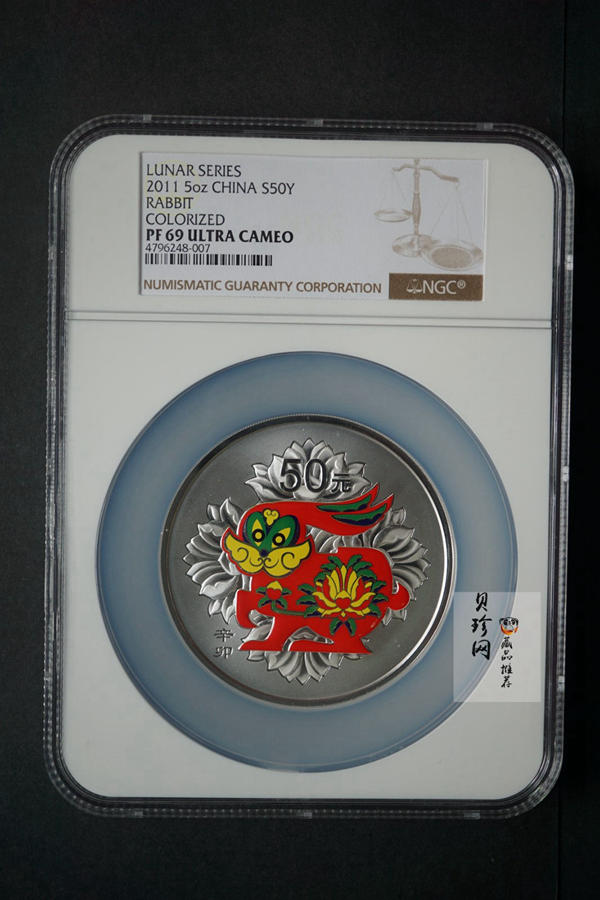 LUNAR SERIES
2011 5oz CHINA S50Y
RABBIT
COLORIZED
PF 69 ULTRA CAMEO
4796248-007
NUMISMATIC GUARANTY CORPORATION
NGC®
50元
辛卯
贝珍网
藏品推荐